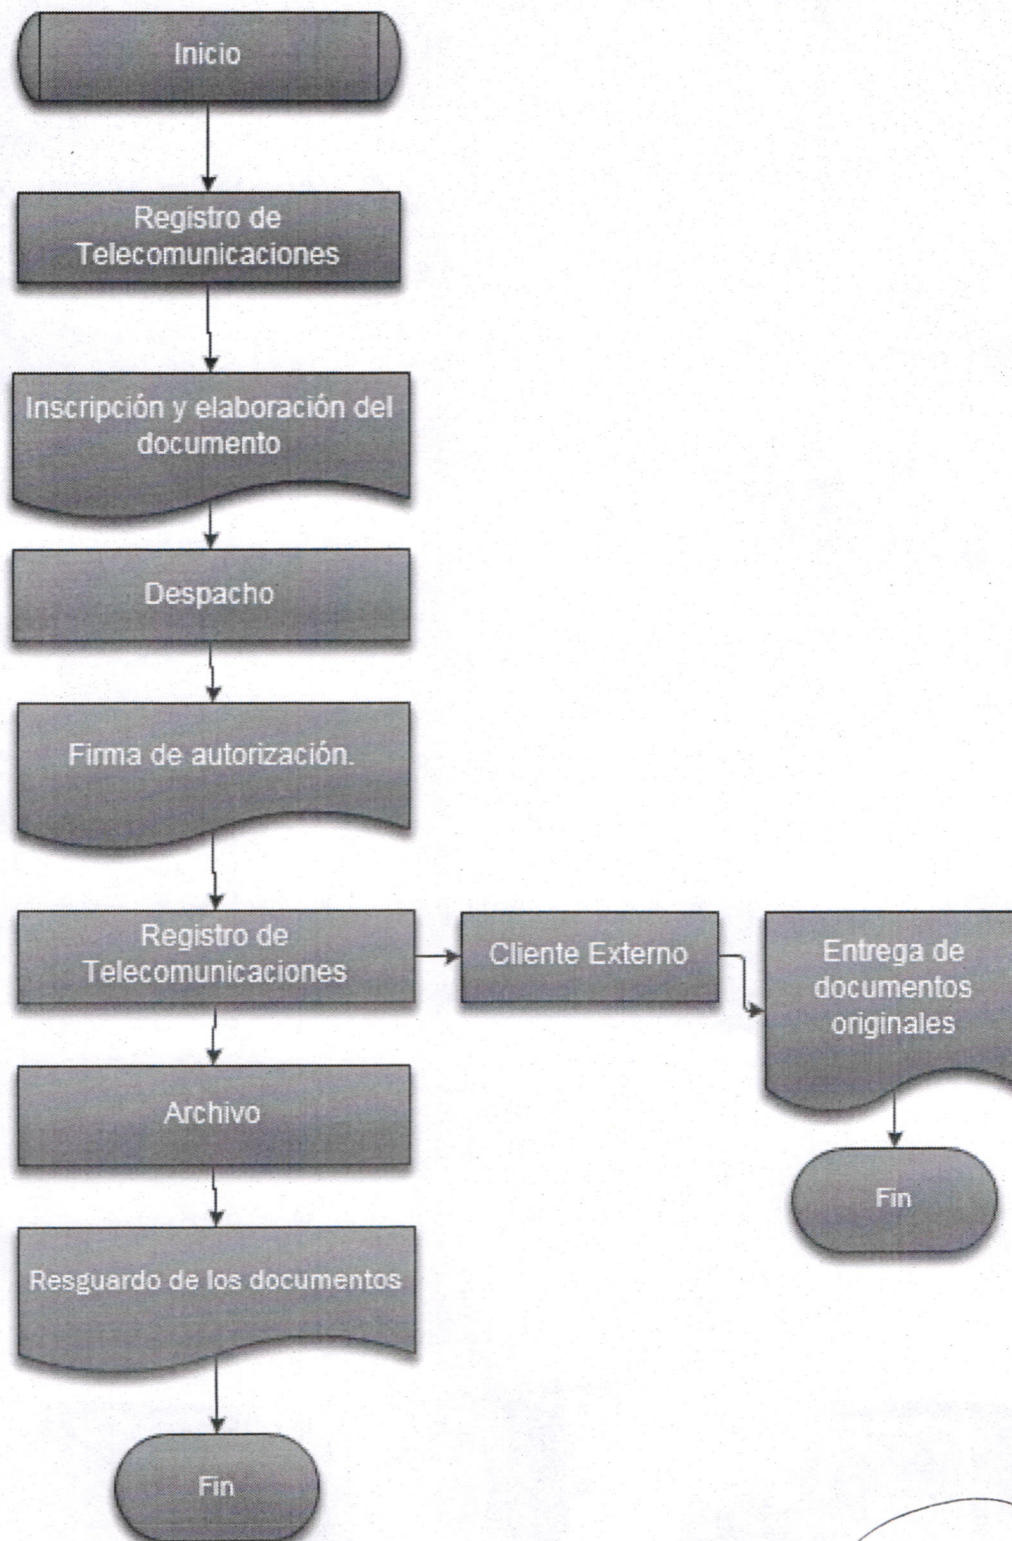 Inicio
Registro de
Telecomunicaciones
Inscripción y elaboración del
documento
Despacho
Firma de autorización.
Registro de
Telecomunicaciones
Cliente Externo
Entrega de
documentos
originales
Archivo
Fin
Resguardo de los documentos
Fin